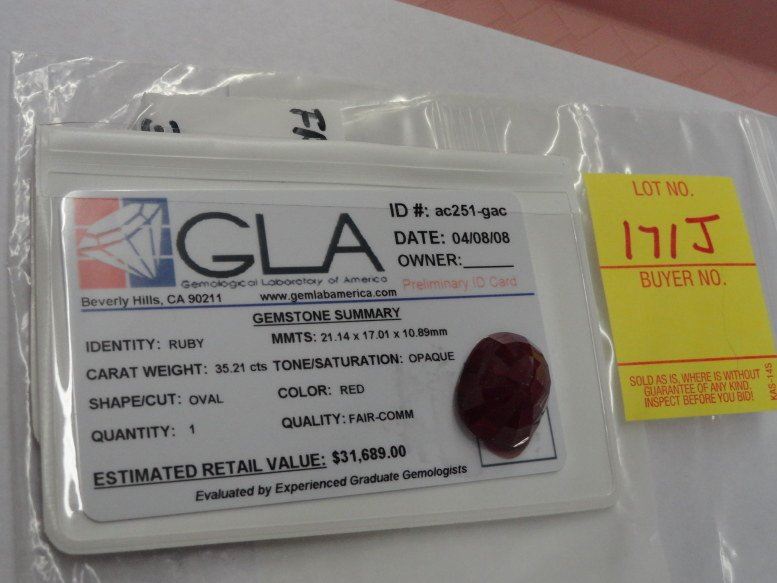 GLA
Gemological Laboratory of America
Beverly Hills, CA 90211
www.gemlabamerica.com
ID #: ac251-gac
DATE: 04/08/08
OWNER:_____
Preliminary ID Card
GEMSTONE SUMMARY
IDENTITY: RUBY
MMTS: 21.14 x 17.01 x 10.89mm
CARAT WEIGHT: 35.21 cts
TONE/SATURATION: OPAQUE
SHAPE/CUT: OVAL
COLOR: RED
QUANTITY: 1
QUALITY: FAIR-COMM
ESTIMATED RETAIL VALUE: $31,689.00
Evaluated by Experienced Graduate Gemologists
LOT NO.
171J
BUYER NO.
SOLD AS IS, WHERE IS WITHOUT
GUARANTEE OF ANY KIND.
INSPECT BEFORE YOU BID!
KAS-14S